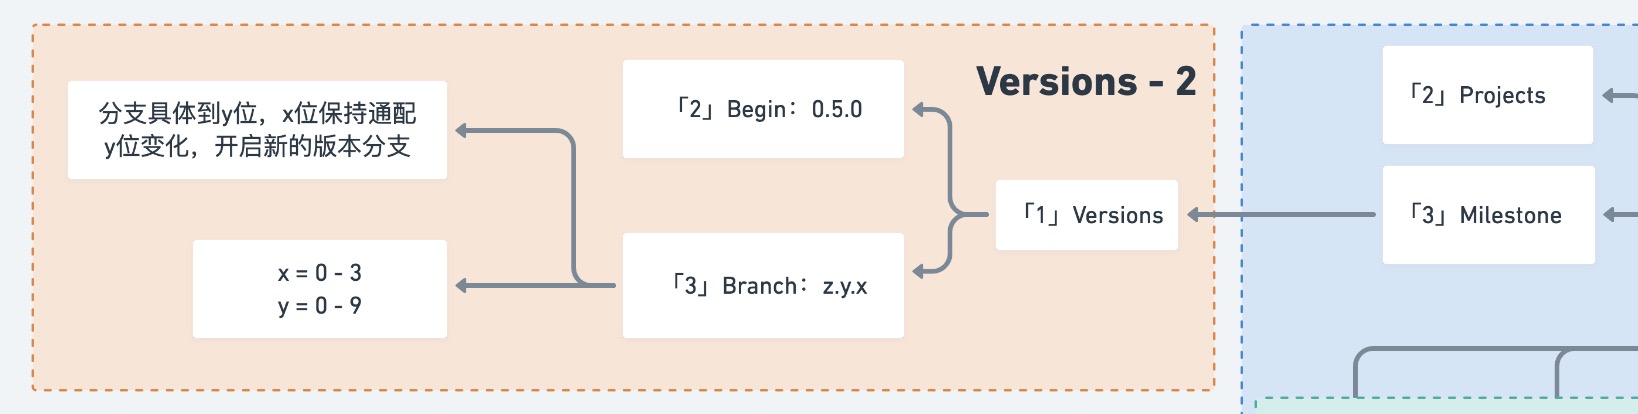 Versions - 2
分支具体到y位，x位保持通配
y位变化，开启新的版本分支
「2」Begin：0.5.0
「2」Projects
「1」Versions
「3」Milestone
x = 0 - 3
y = 0 - 9
「3」Branch：z.y.x